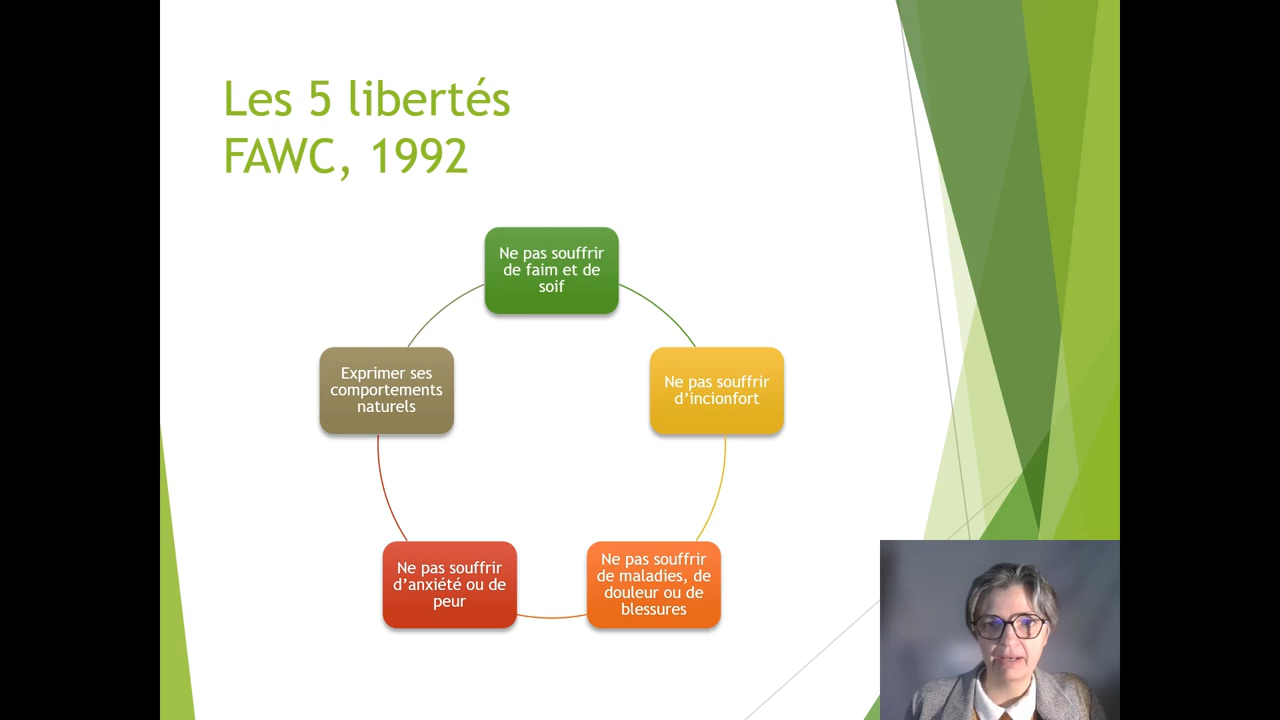 Les 5 libertés
FAWC, 1992
Ne pas souffrir
de faim et de
soif
Exprimer ses
comportements
naturels
Ne pas souffrir
d’incionfort
Ne pas souffrir
d’anxiété ou de
peur
Ne pas souffrir
de maladies, de
douleur ou de
blessures